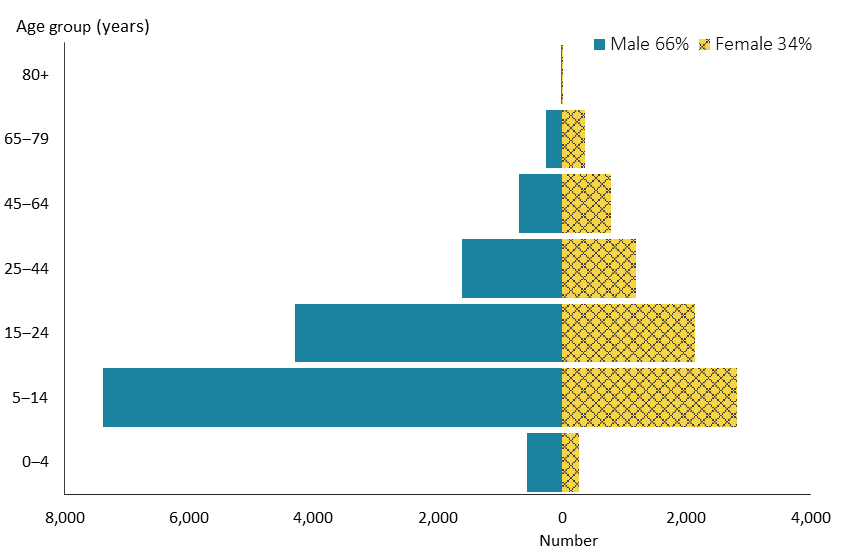 Age group (years)
Male 66% Female 34%
80+
65–79
45–64
25–44
15–24
5–14
0–4
8,000 6,000 4,000 2,000 0 2,000 4,000
Number